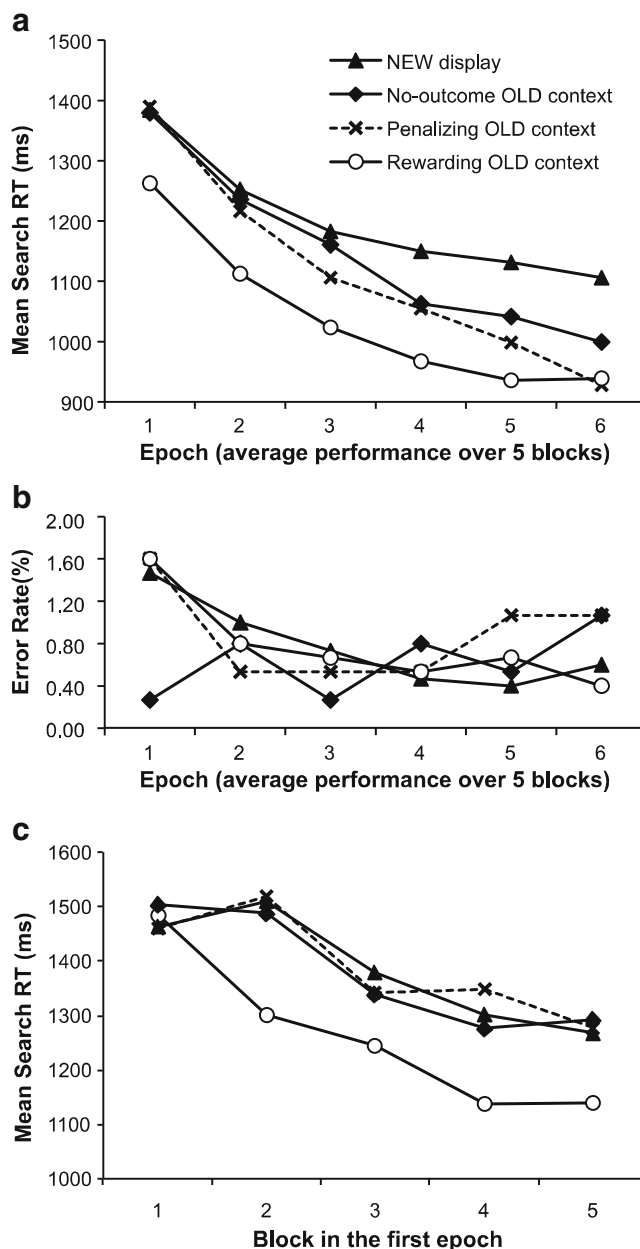 a
Mean Search RT (ms)
1500
1400
1300
1200
1100
1000
900
NEW display
No-outcome OLD context
Penalizing OLD context
Rewarding OLD context
1 2 3 4 5 6
Epoch (average performance over 5 blocks)
b
Error Rate(%)
2.00
1.60
1.20
0.80
0.40
0.00
1 2 3 4 5 6
Epoch (average performance over 5 blocks)
c
Mean Search RT (ms)
1600
1500
1400
1300
1200
1100
1000
1 2 3 4 5
Block in the first epoch